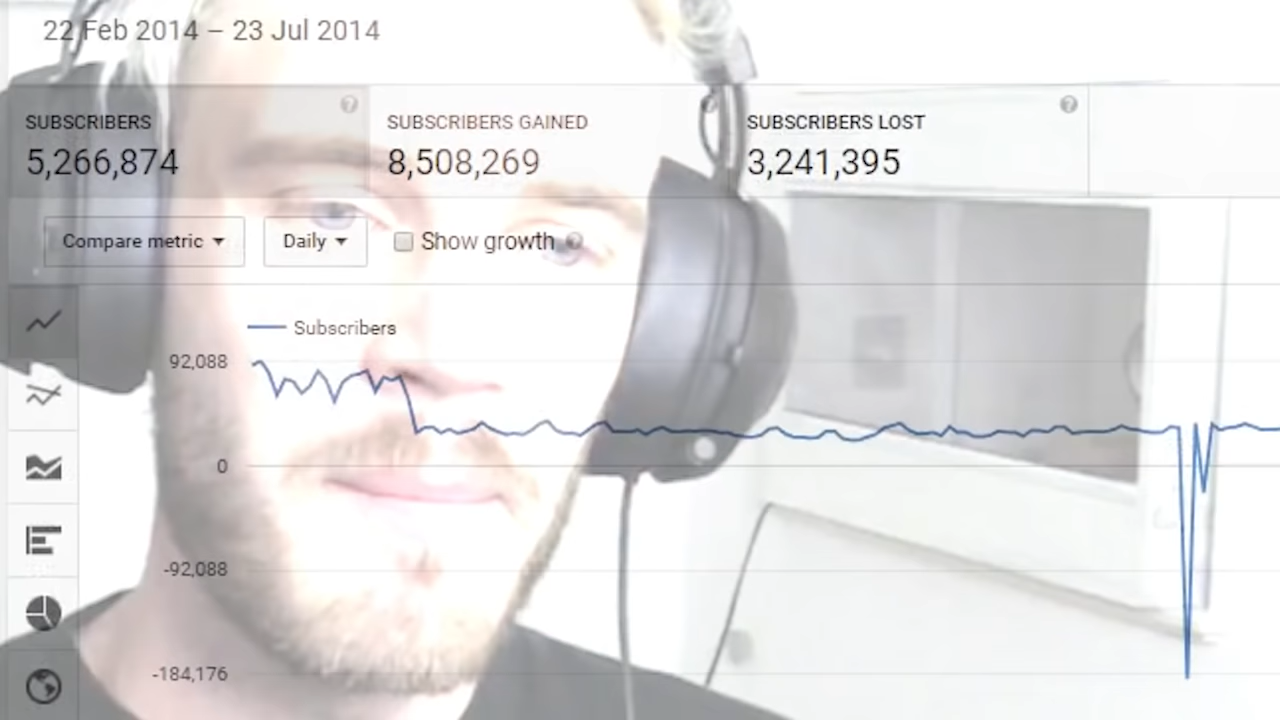 22 Feb 2014 – 23 Jul 2014
SUBSCRIBERS SUBSCRIBERS GAINED SUBSCRIBERS LOST
5,266,874 8,508,269 3,241,395
Compare metric Daily Show growth
Subscribers
92,088
0
-92,088
-184,176